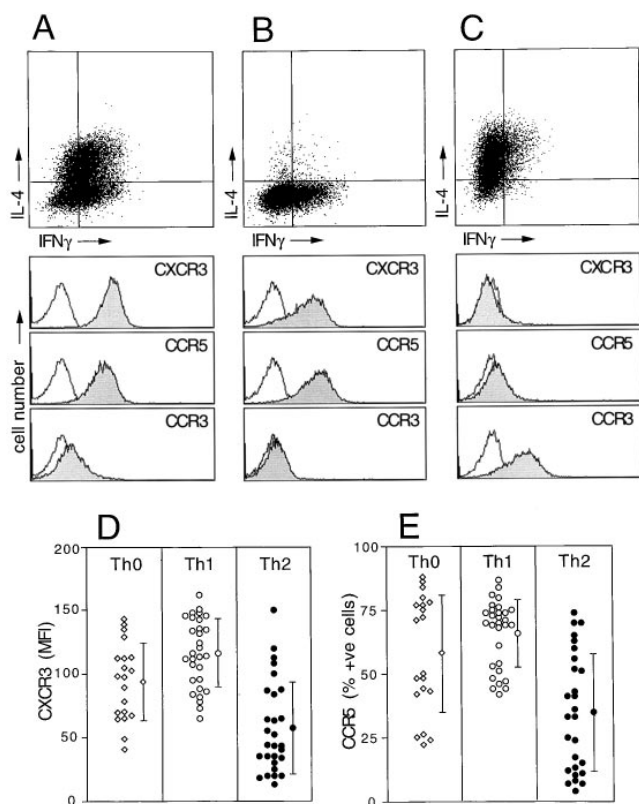 A B C
IL-4 → IL-4 → IL-4 →
IFNγ → IFNγ → IFNγ →
CXCR3 CXCR3 CXCR3
CCR5 CCR5 CCR5
CCR3 CCR3 CCR3
cell number →
D E
Th0 Th1 Th2 Th0 Th1 Th2
CXCR3 (MFI)
200
150
100
50
0
CCR5 (% +ve cells)
100
75
50
25
0